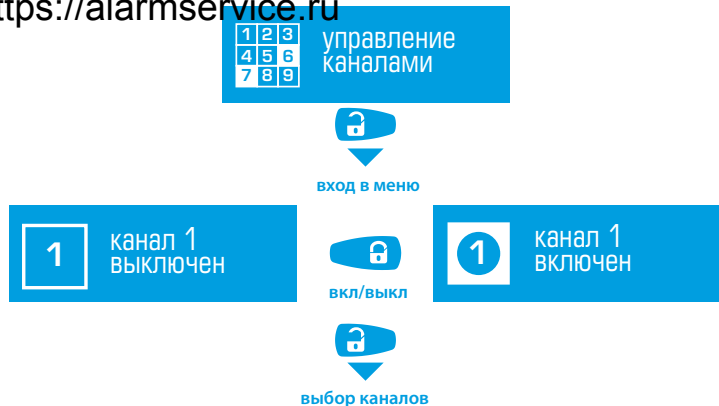 ttps://alarmservice.ru
1 2 3
4 5 6
7 8 9
управление
каналами
вход в меню
1
канал 1
выключен
вкл/выкл
1
канал 1
включен
выбор каналов